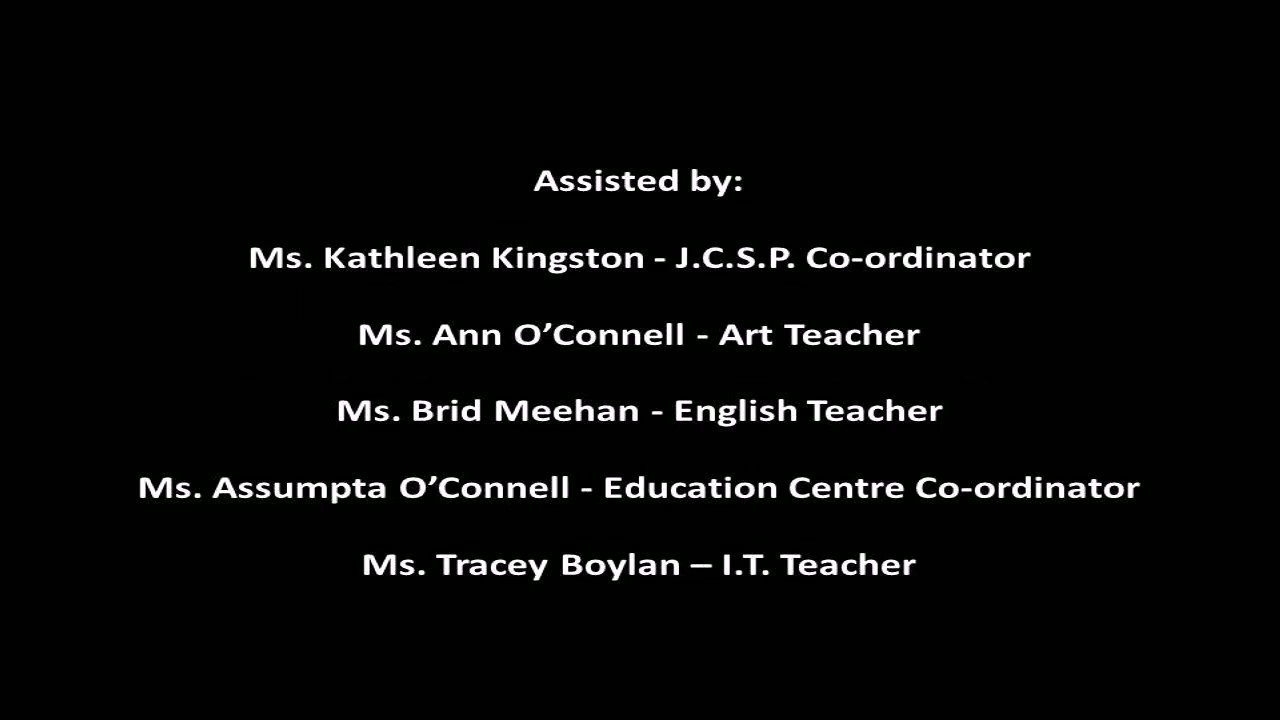 Assisted by:
Ms. Kathleen Kingston - J.C.S.P. Co-ordinator
Ms. Ann O’Connell - Art Teacher
Ms. Brid Meehan - English Teacher
Ms. Assumpta O’Connell - Education Centre Co-ordinator
Ms. Tracey Boylan – I.T. Teacher